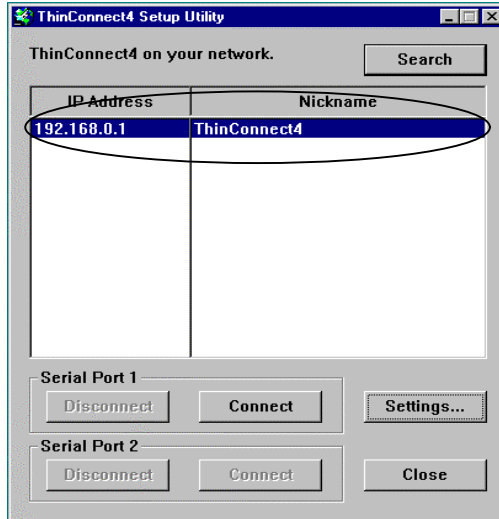 ThinConnect4 Setup Utility
ThinConnect4 on your network.
Search
IP Address Nickname
192.168.0.1 ThinConnect4
Serial Port 1
Disconnect Connect Settings...
Serial Port 2
Disconnect Connect Close